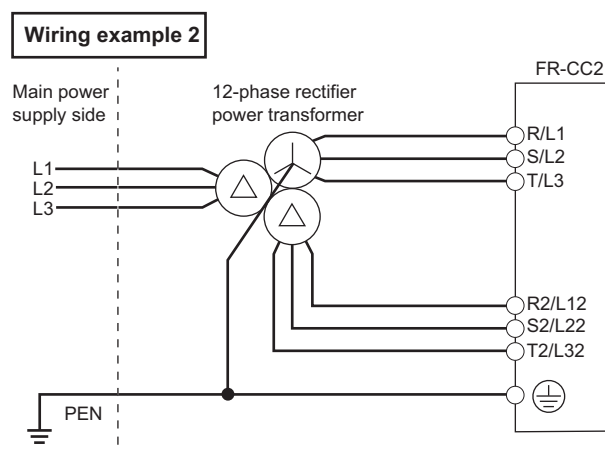 Wiring example 2
FR-CC2
Main power
supply side
12-phase rectifier
power transformer
R/L1
S/L2
T/L3
L1
L2
L3
R2/L12
S2/L22
T2/L32
PEN